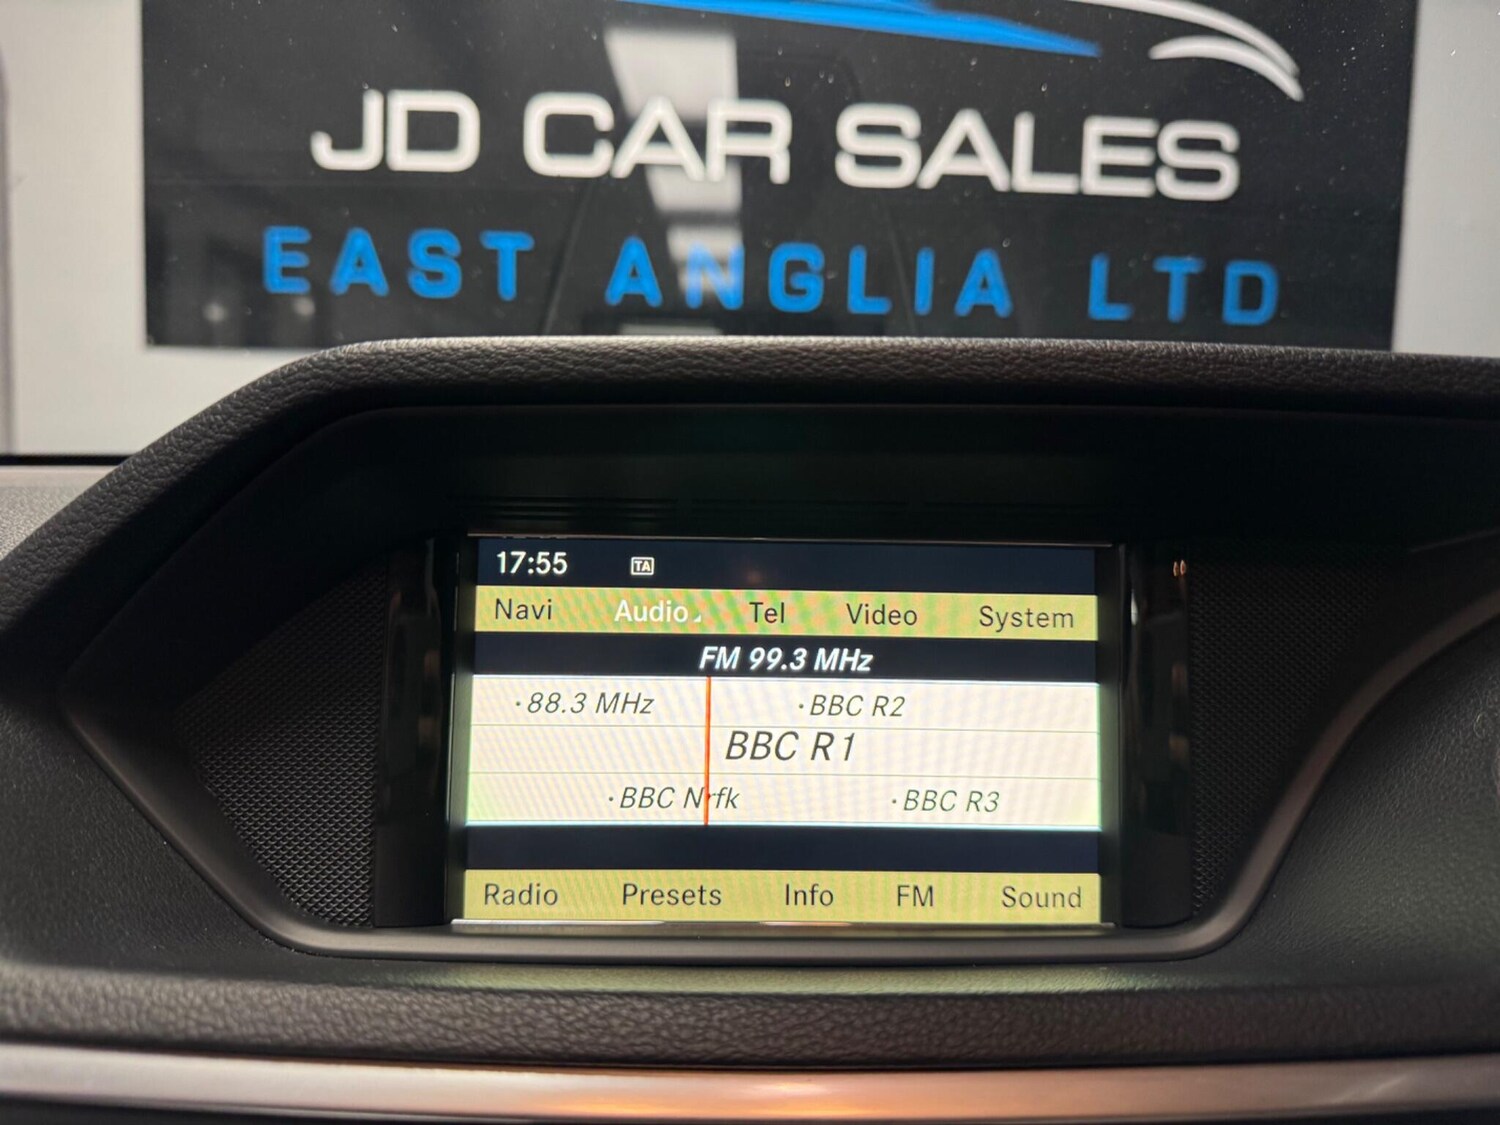 JD CAR SALES
EAST ANGLIA LTD
17:55 TA
Navi Audio Tel Video System
FM 99.3 MHz
·88.3 MHz ·BBC R2
BBC R1
·BBC Nrfk ·BBC R3
Radio Presets Info FM Sound